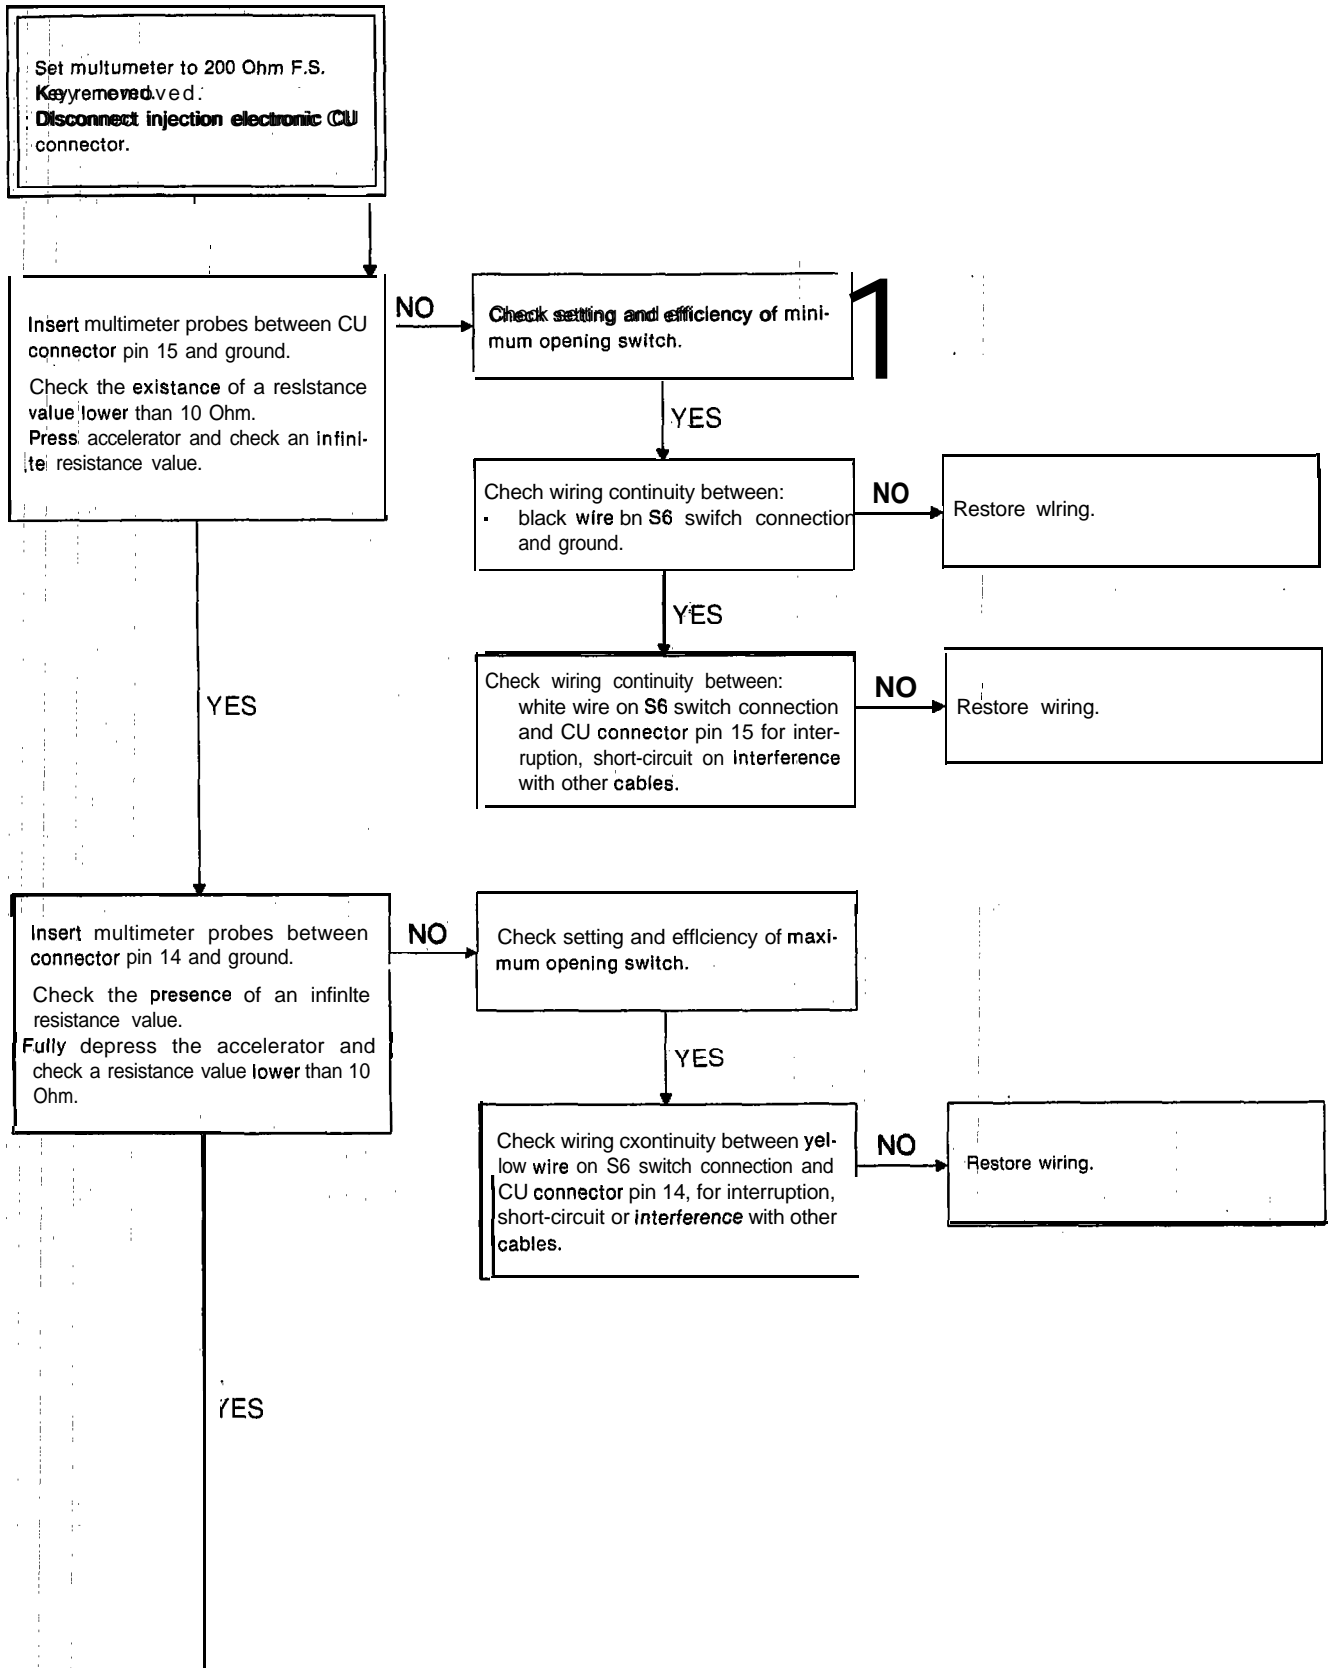 Set multumeter to 200 Ohm F.S.
Key removed.
Disconnect injection electronic CU
connector.
Insert multimeter probes between CU
connector pin 15 and ground.
Check the existance of a resIstance
value lower than 10 Ohm.
Press accelerator and check an infini-
te resistance value.
NO
Check setting and efficiency of mini-
mum opening switch.
1
YES
Chech wiring continuity between:
black wire bn S6 swifch connection
and ground.
NO
Restore wlring.
YES
Check wiring continuity between:
white wire on S6 switch connection
and CU connector pin 15 for inter-
ruption, short-circuit on interference
with other cables.
NO
Restore wiring.
YES
Insert multimeter probes between
connector pin 14 and ground.
Check the presence of an infinlte
resistance value.
Fully depress the accelerator and
check a resistance value lower than 10
Ohm.
NO
Check setting and efflciency of maxi-
mum opening switch.
YES
Check wiring cxontinuity between yel-
low wire on S6 switch connection and
CU connector pin 14, for interruption,
short-circuit or interference with other
cables.
NO
Restore wiring.
YES